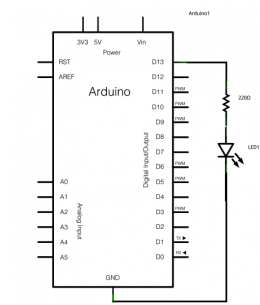 Arduino1
3V3 5V Vin
Power
RST
AREF
Arduino
D13
D12
D11 PWM
D10 PWM
D9 PWM
D8
D7
D6 PWM
D5 PWM
D4
D3 PWM
D2
D1 TX ▶
D0 RX ◀
Digital Input/Output
A0
A1
A2
A3
A4
A5
Analog Input
GND
220Ω
LED1